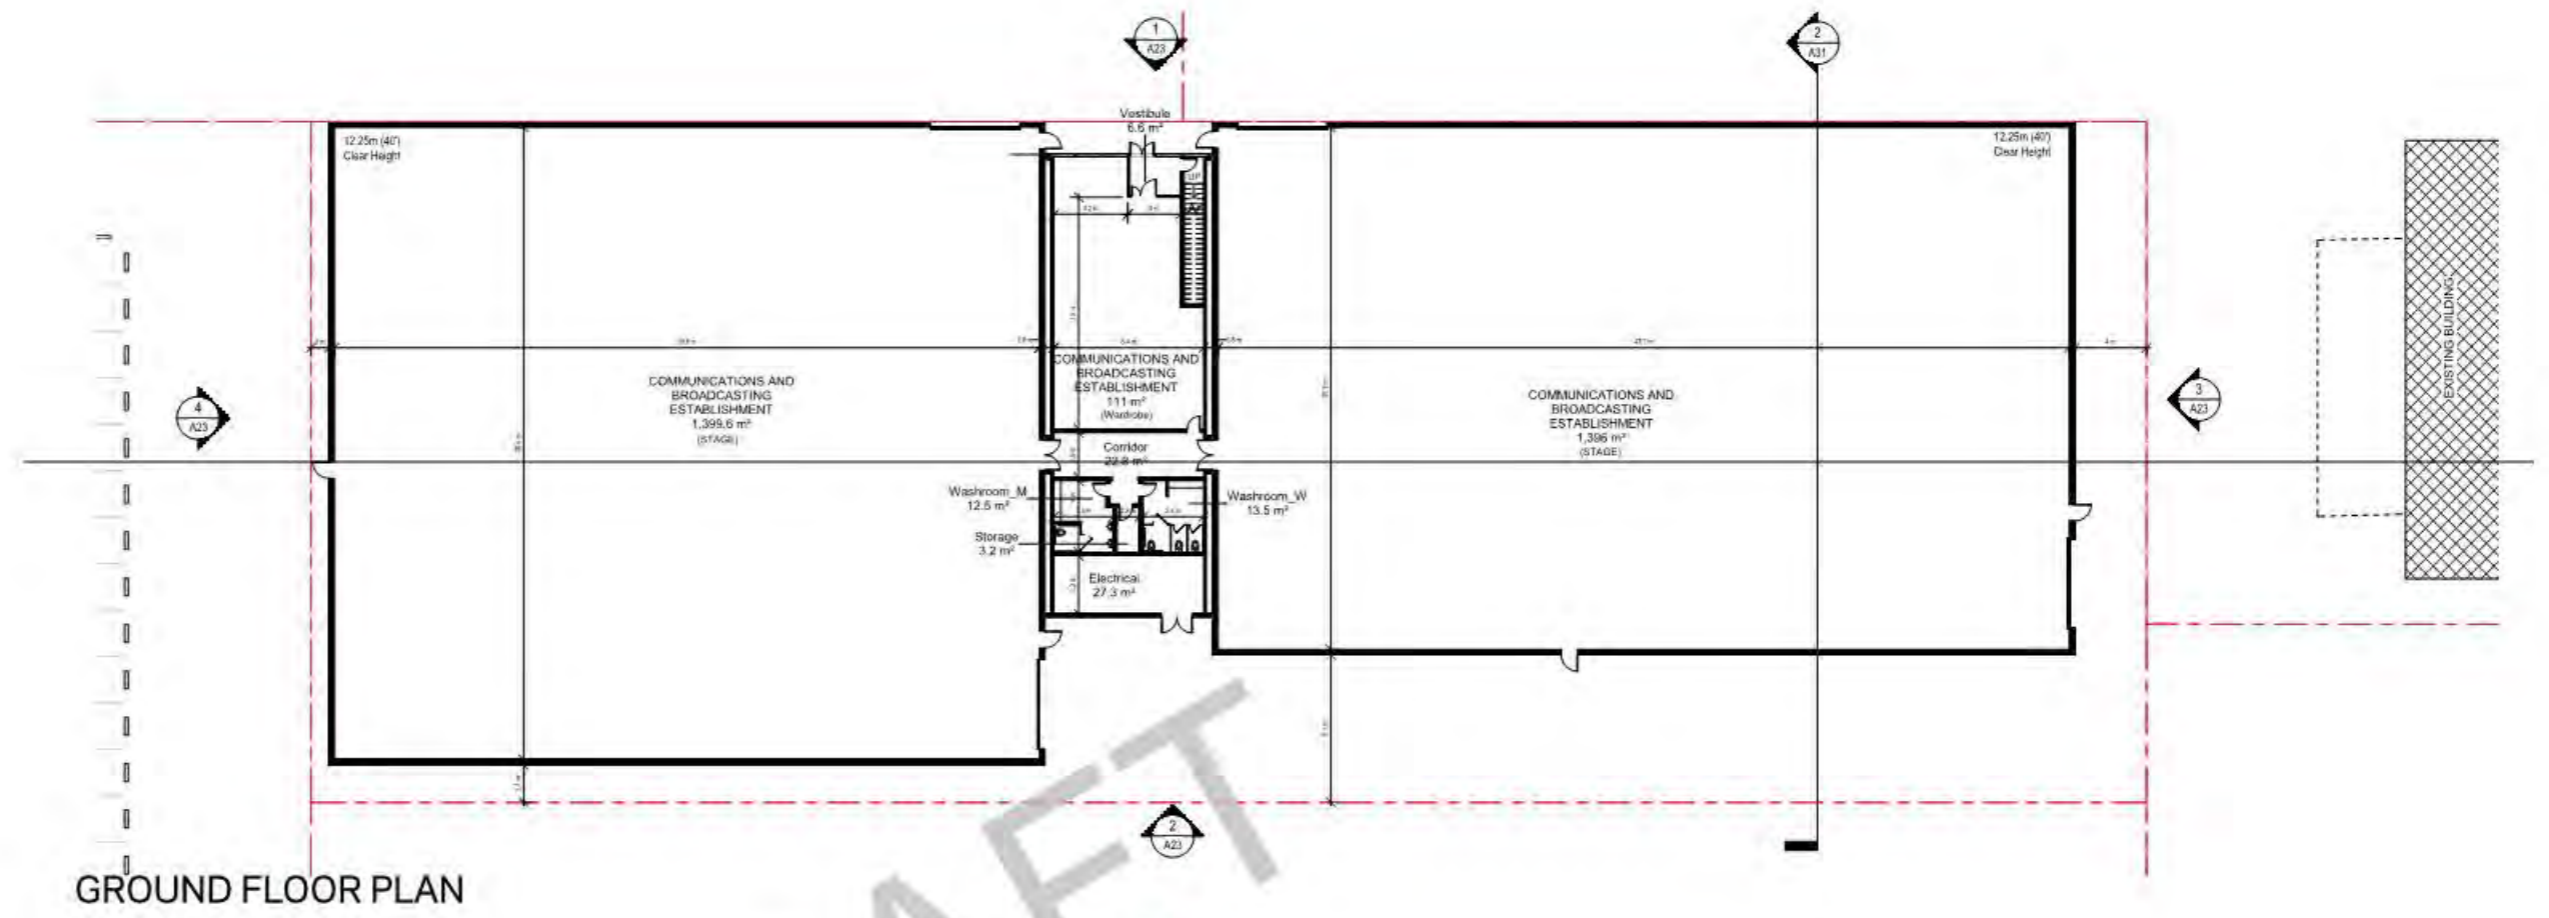 1
A23
2
A31
Vestibule
6.6 m²
12.25m (40')
Clear Height
12.25m (40')
Clear Height
UP
EXISTING BUILDING
COMMUNICATIONS AND
BROADCASTING
ESTABLISHMENT
1,399.6 m²
(STAGE)
COMMUNICATIONS AND
BROADCASTING
ESTABLISHMENT
111 m²
(Wardrobe)
COMMUNICATIONS AND
BROADCASTING
ESTABLISHMENT
1,396 m²
(STAGE)
4
A23
3
A23
Corridor
22.8 m²
Washroom_M
12.5 m²
Washroom_W
13.5 m²
Storage
3.2 m²
Electrical
27.3 m²
2
A23
GROUND FLOOR PLAN